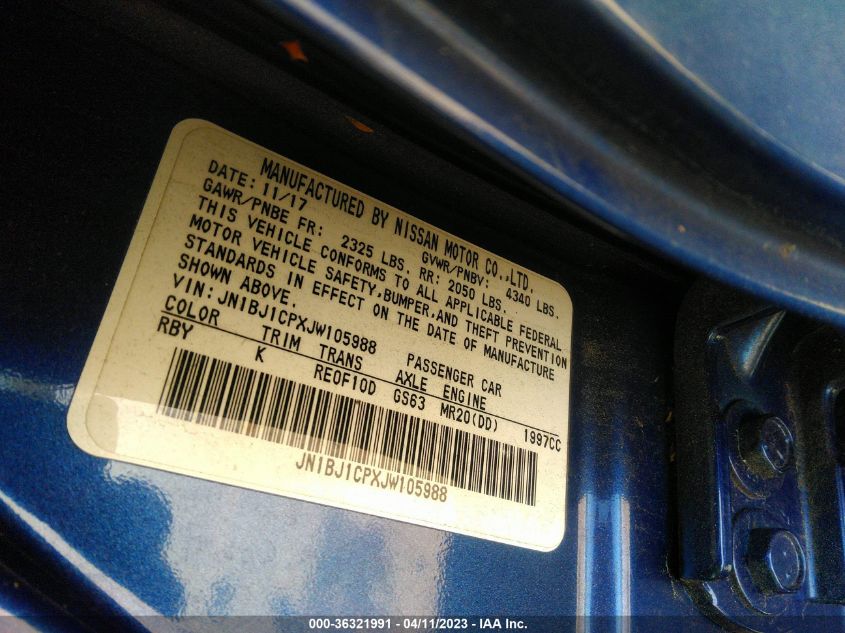 MANUFACTURED BY NISSAN MOTOR CO.,LTD.
DATE: 11/17 GVWR/PNBV: 4340 LBS.
GAWR/PNBE FR: 2325 LBS. RR: 2050 LBS.
THIS VEHICLE CONFORMS TO ALL APPLICABLE FEDERAL
MOTOR VEHICLE SAFETY,BUMPER,AND THEFT PREVENTION
STANDARDS IN EFFECT ON THE DATE OF MANUFACTURE
SHOWN ABOVE.
VIN: JN1BJ1CPXJW105988 PASSENGER CAR
COLOR TRIM TRANS AXLE ENGINE
RBY K RE0F10D GS63 MR20(DD) 1997CC
JN1BJ1CPXJW105988
000-36321991 - 04/11/2023 - IAA Inc.